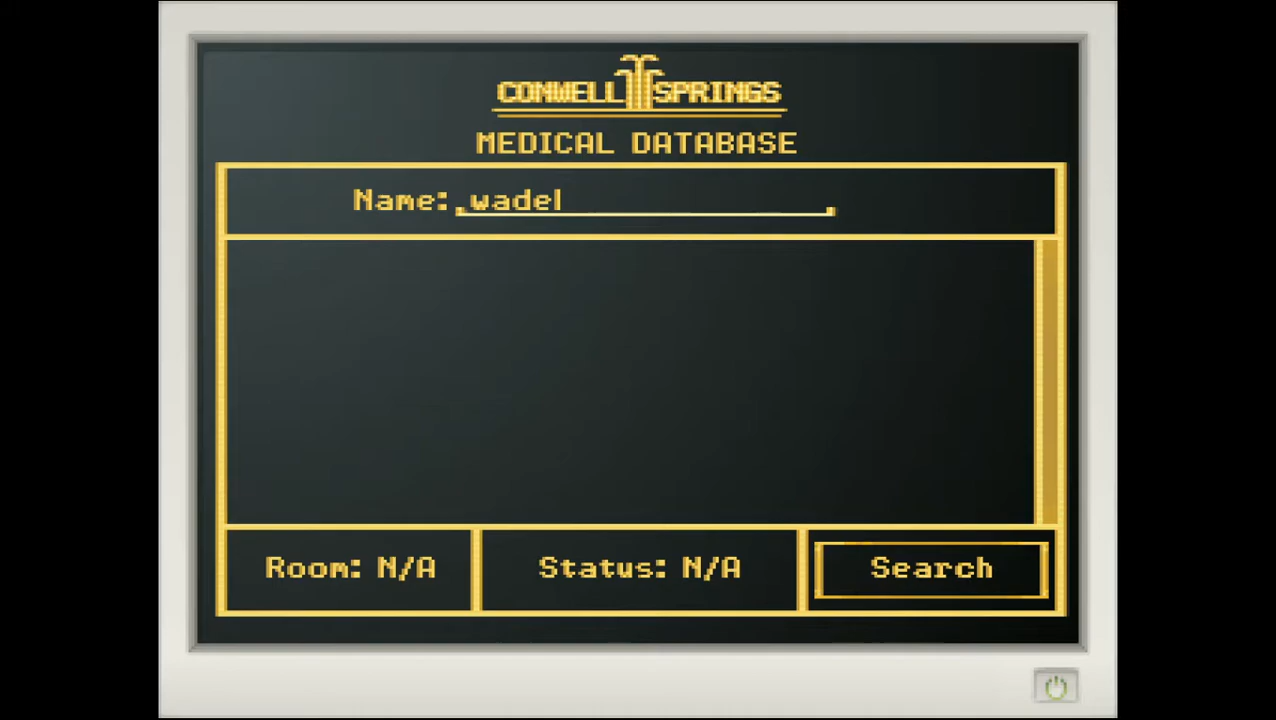 CONWELL SPRINGS
MEDICAL DATABASE
Name: wadel
Room: N/A
Status: N/A
Search